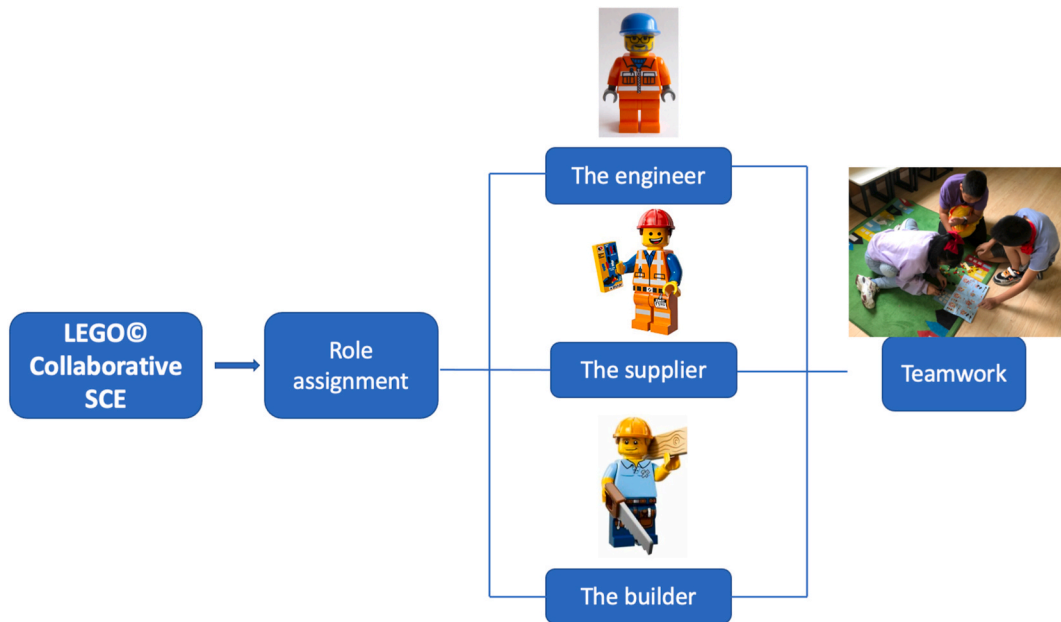 LEGO©
Collaborative
SCE
Role
assignment
The engineer
The supplier
The builder
Teamwork